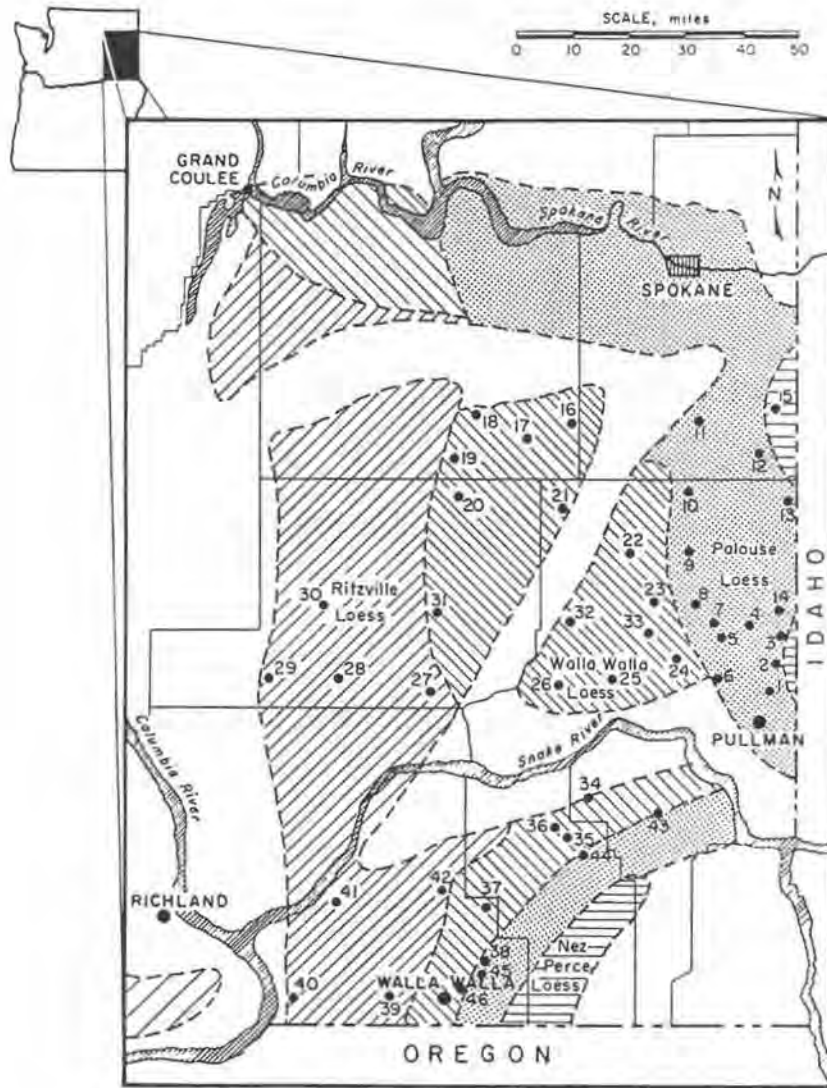 SCALE, miles
0 10 20 30 40 50
GRAND
COULEE
Columbia
River
N
Spokane
River
SPOKANE
15
16
18
17
11
19
12
20
21
10
13
22
9
Palouse
Loess
IDAHO
30
Ritzville
Loess
31
23
8
14
7
4
32
33
5
3
Walla Walla
Loess
24
2
29
28
27
26
25
6
1
PULLMAN
Columbia River
Snake River
34
36
35
43
44
RICHLAND
41
42
37
38
45
Nez
Perce
Loess
40
39
WALLA WALLA
46
OREGON